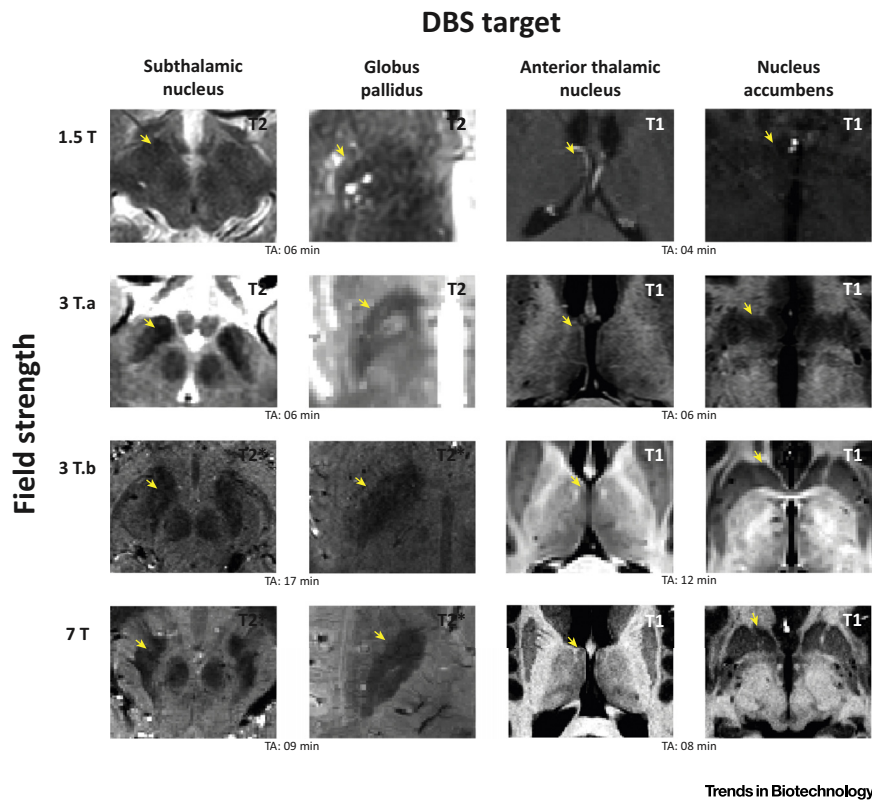 DBS target
Subthalamic
nucleus
Globus
pallidus
Anterior thalamic
nucleus
Nucleus
accumbens
Field strength
1.5 T
T2
T2
T1
T1
TA: 06 min
TA: 04 min
3 T.a
T2
T2
T1
T1
TA: 06 min
TA: 06 min
3 T.b
T2*
T2*
T1
T1
TA: 17 min
TA: 12 min
7 T
T2*
T1
T1
TA: 09 min
TA: 08 min
Trends in Biotechnology